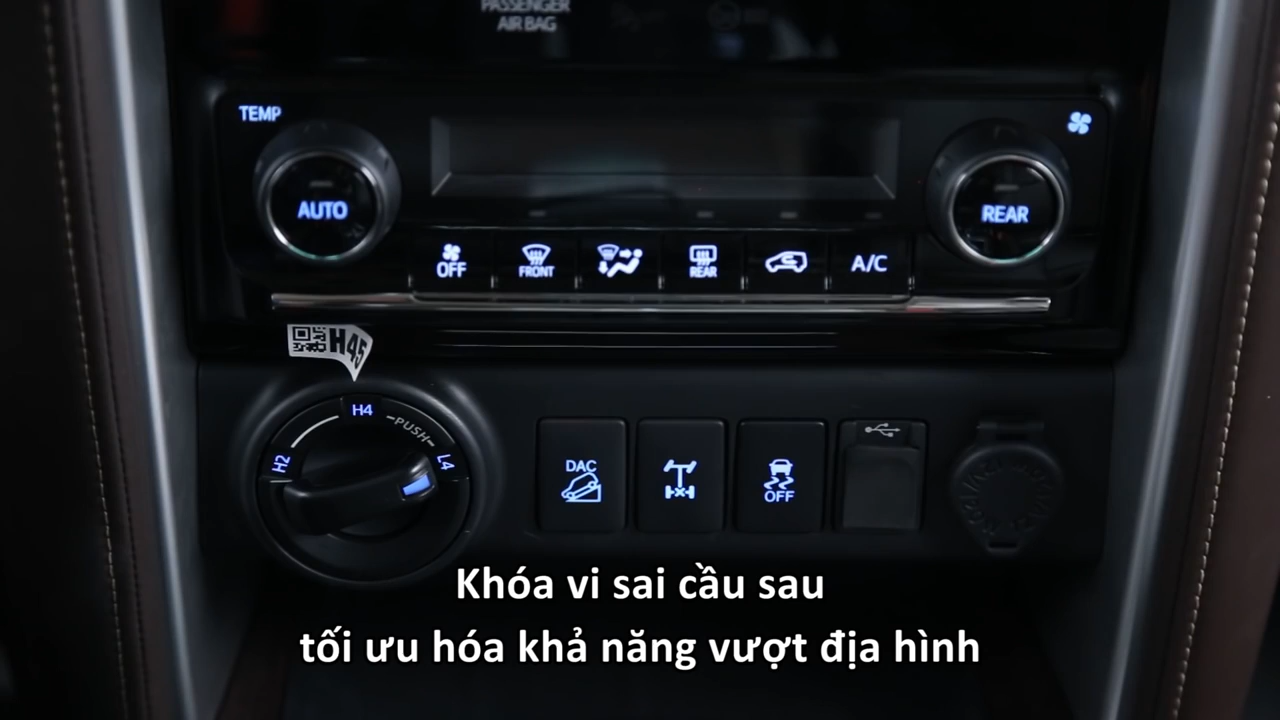 PASSENGER
AIR BAG
TEMP
AUTO
REAR
OFF
FRONT
REAR
A/C
H45
H4
PUSH
H2
L4
DAC
OFF
Khóa vi sai cầu sau
tối ưu hóa khả năng vượt địa hình